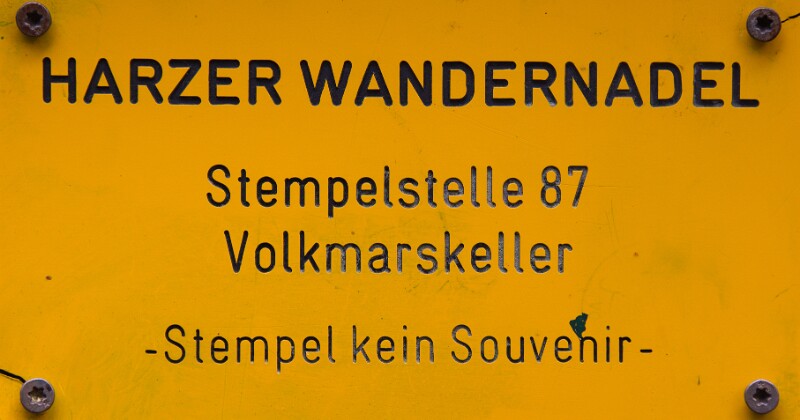 HARZER WANDERNADEL
Stempelstelle 87
Volkmarskeller
-Stempel kein Souvenir-